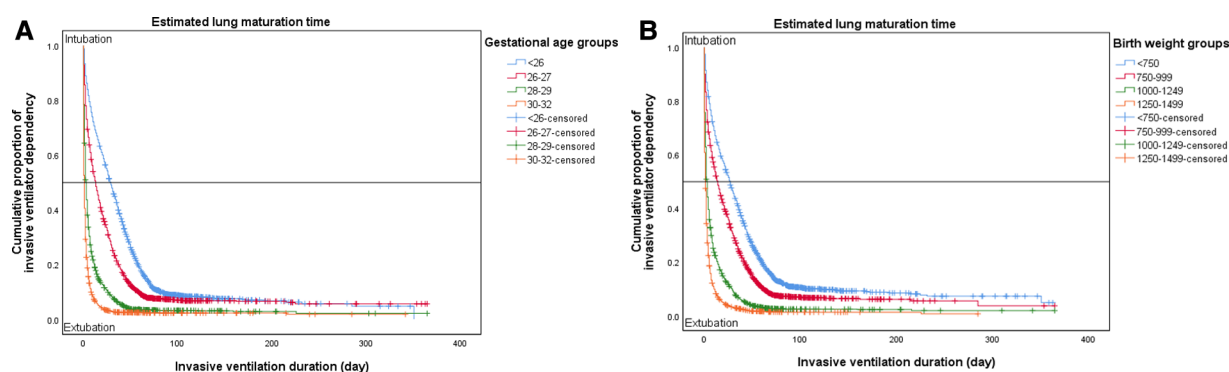 A
Estimated lung maturation time
Intubation
Cumulative proportion of
invasive ventilator dependency
1.0
0.8
0.6
0.4
0.2
0.0
Extubation
0
100
200
300
400
Invasive ventilation duration (day)
Gestational age groups
<26
26-27
28-29
30-32
<26-censored
26-27-censored
28-29-censored
30-32-censored
B
Estimated lung maturation time
Intubation
Cumulative proportion of
invasive ventilator dependency
1.0
0.8
0.6
0.4
0.2
0.0
Extubation
0
100
200
300
400
Invasive ventilation duration (day)
Birth weight groups
<750
750-999
1000-1249
1250-1499
<750-censored
750-999-censored
1000-1249-censored
1250-1499-censored